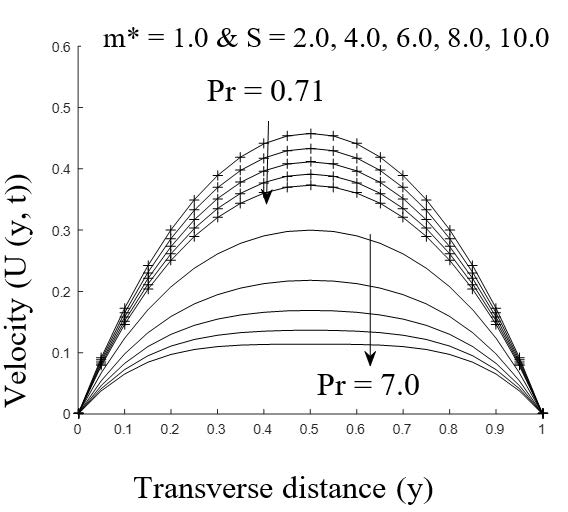 m* = 1.0 & S = 2.0, 4.0, 6.0, 8.0, 10.0
0.6
Pr = 0.71
0.5
0.4
0.3
0.2
0.1
0
Pr = 7.0
Velocity (U (y, t))
0 0.1 0.2 0.3 0.4 0.5 0.6 0.7 0.8 0.9 1
Transverse distance (y)